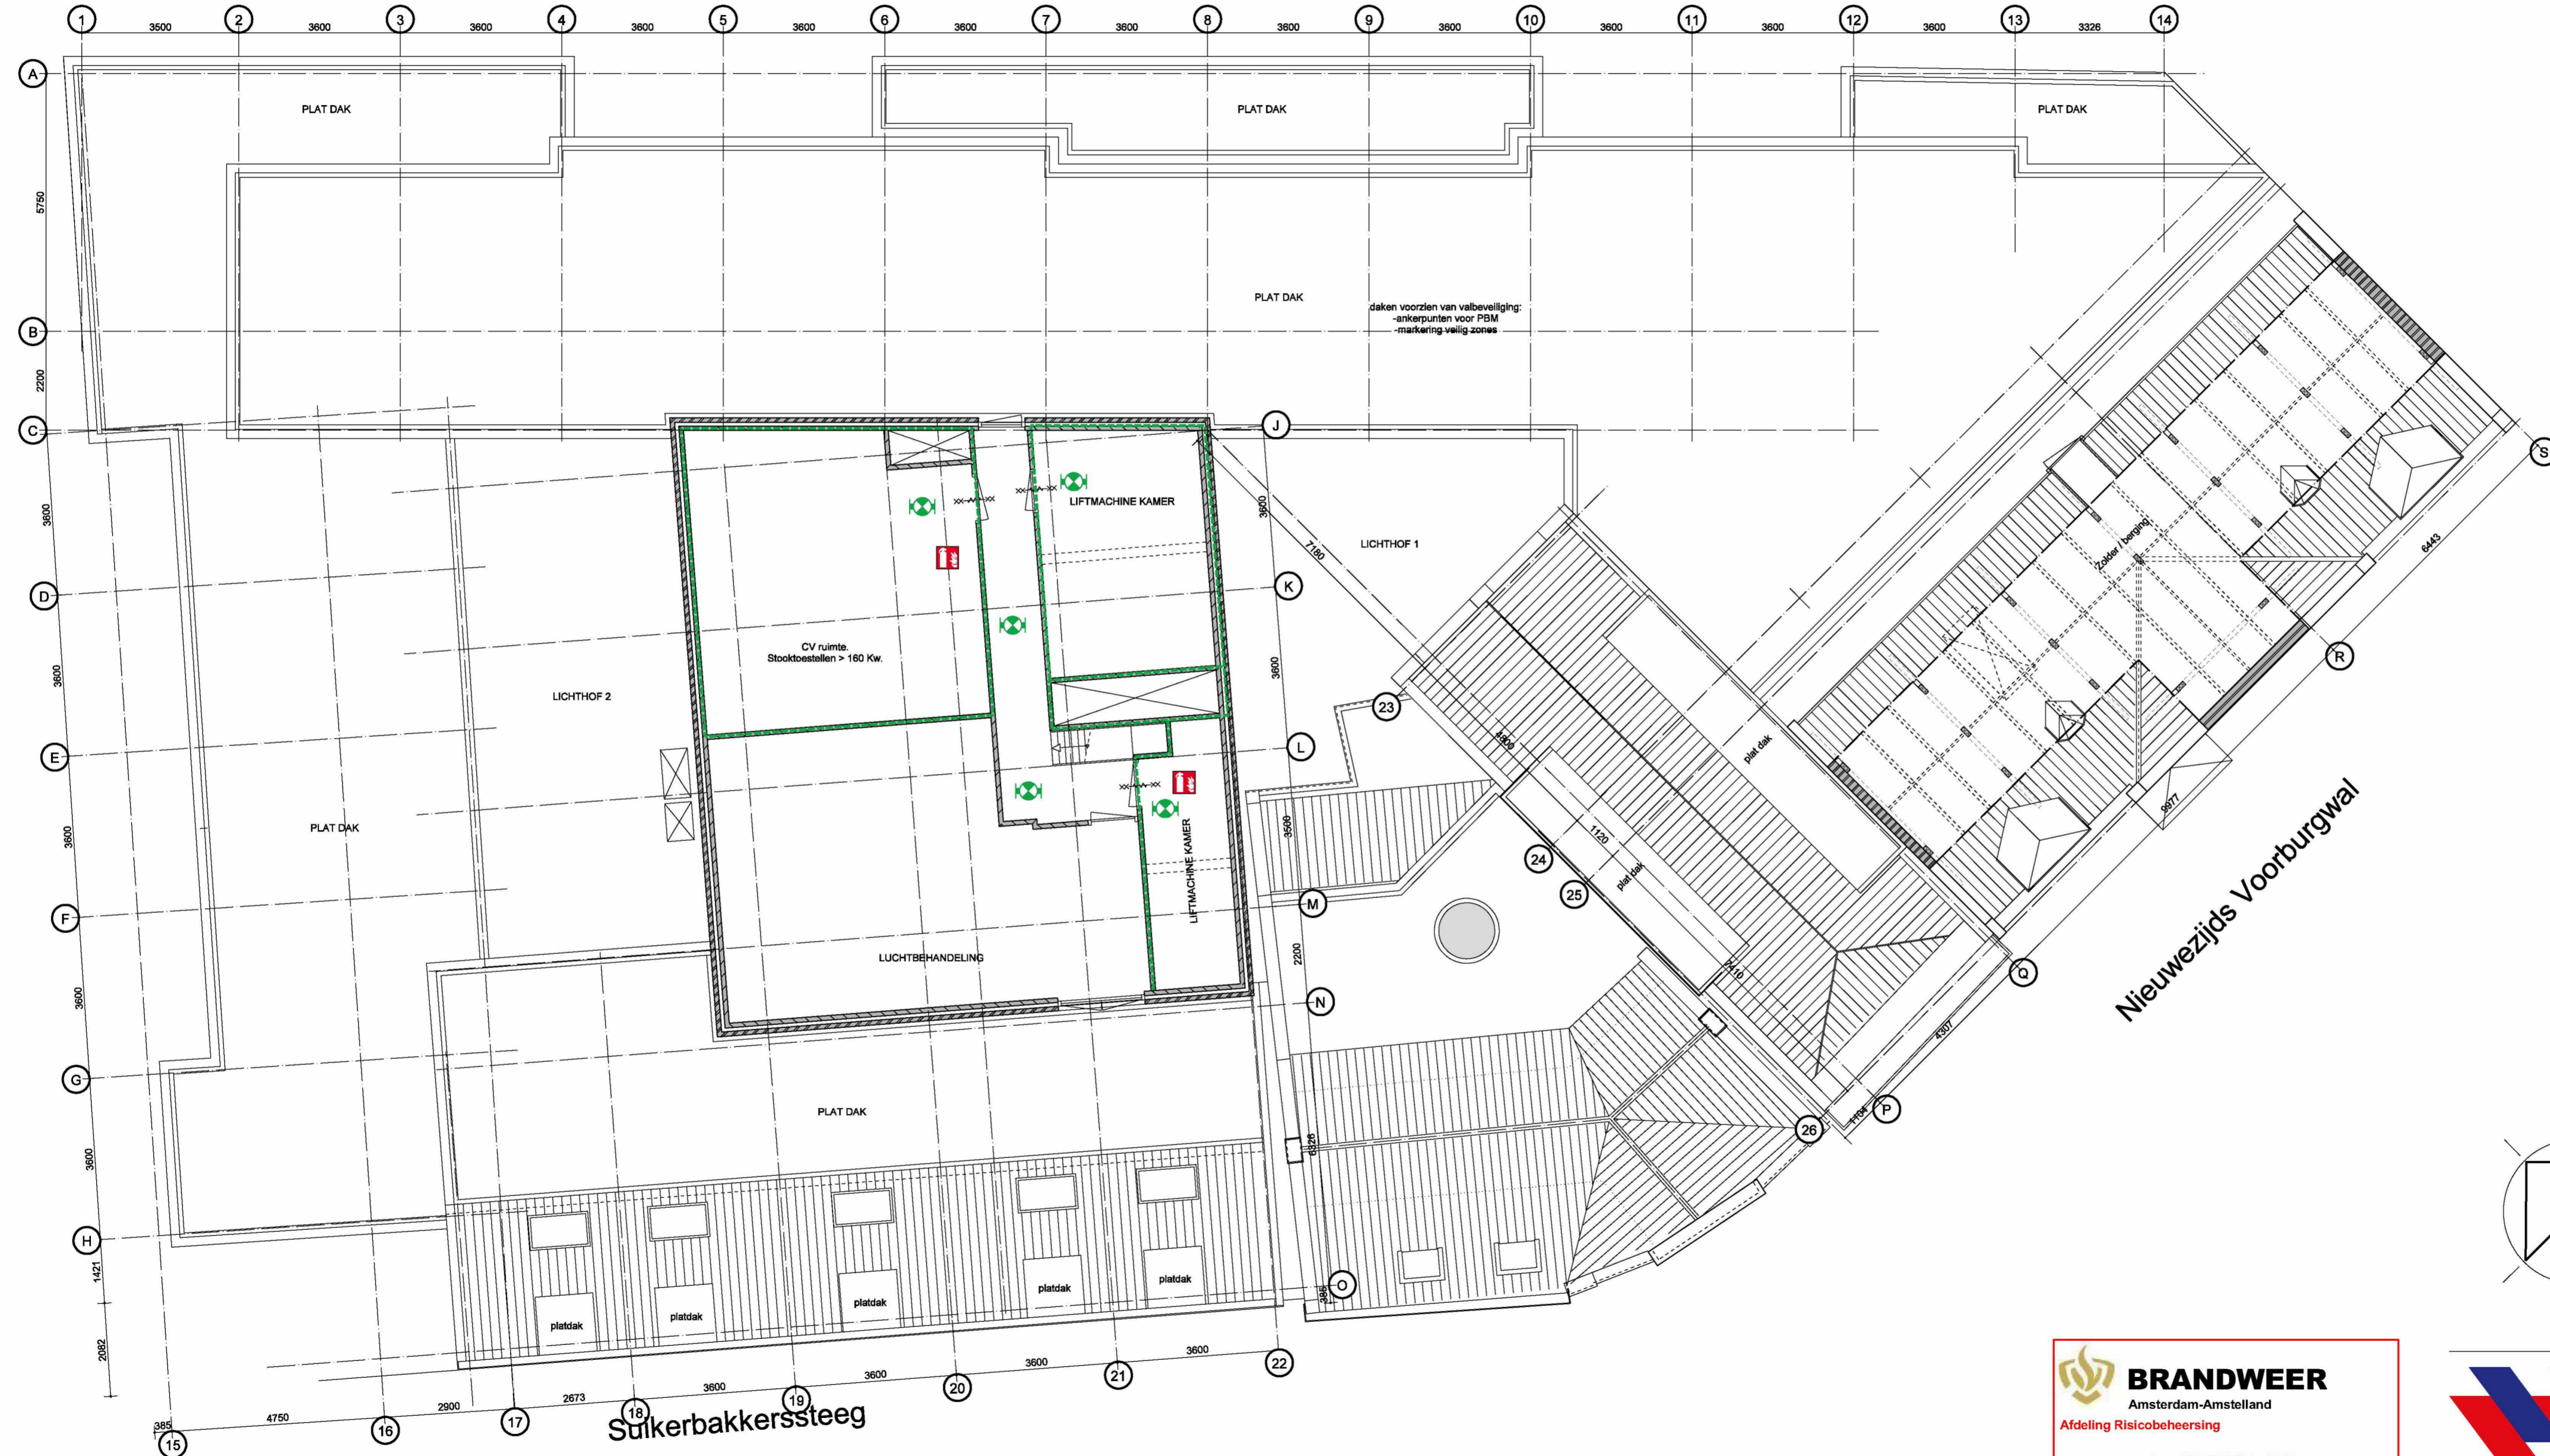 1 2 3 4 5 6 7 8 9 10 11 12 13 14
3500 3600 3600 3600 3600 3600 3600 3600 3600 3600 3600 3600 3326
A
PLAT DAK
PLAT DAK
PLAT DAK
5750
PLAT DAK
daken voorzien van valbeveiliging:
-ankerpunten voor PBM
-markering veilig zones
B
2200
C
J
S
LIFTMACHINE KAMER
3600
3600
7180
LICHTHOF 1
Zolder / berging
6443
D
K
CV ruimte.
Stooktoestellen > 160 Kw.
3600
3600
LICHTHOF 2
R
23
4800
plat dak
E
L
PLAT DAK
3600
3500
LIFTMACHINE KAMER
1120
24
25
plat dak
9977
Nieuwezijds Voorburgwal
F
M
LUCHTBEHANDELING
2200
7410
Q
3600
N
4307
G
PLAT DAK
1104
P
26
3600
6326
H
1421
O
385
platdak
platdak
platdak
platdak
platdak
2082
3600
3600
3600
3600
22
21
20
19
18
17
16
15
2673
2900
4750
385
Suikerbakkerssteeg
BRANDWEER
Amsterdam-Amstelland
Afdeling Risicobeheersing